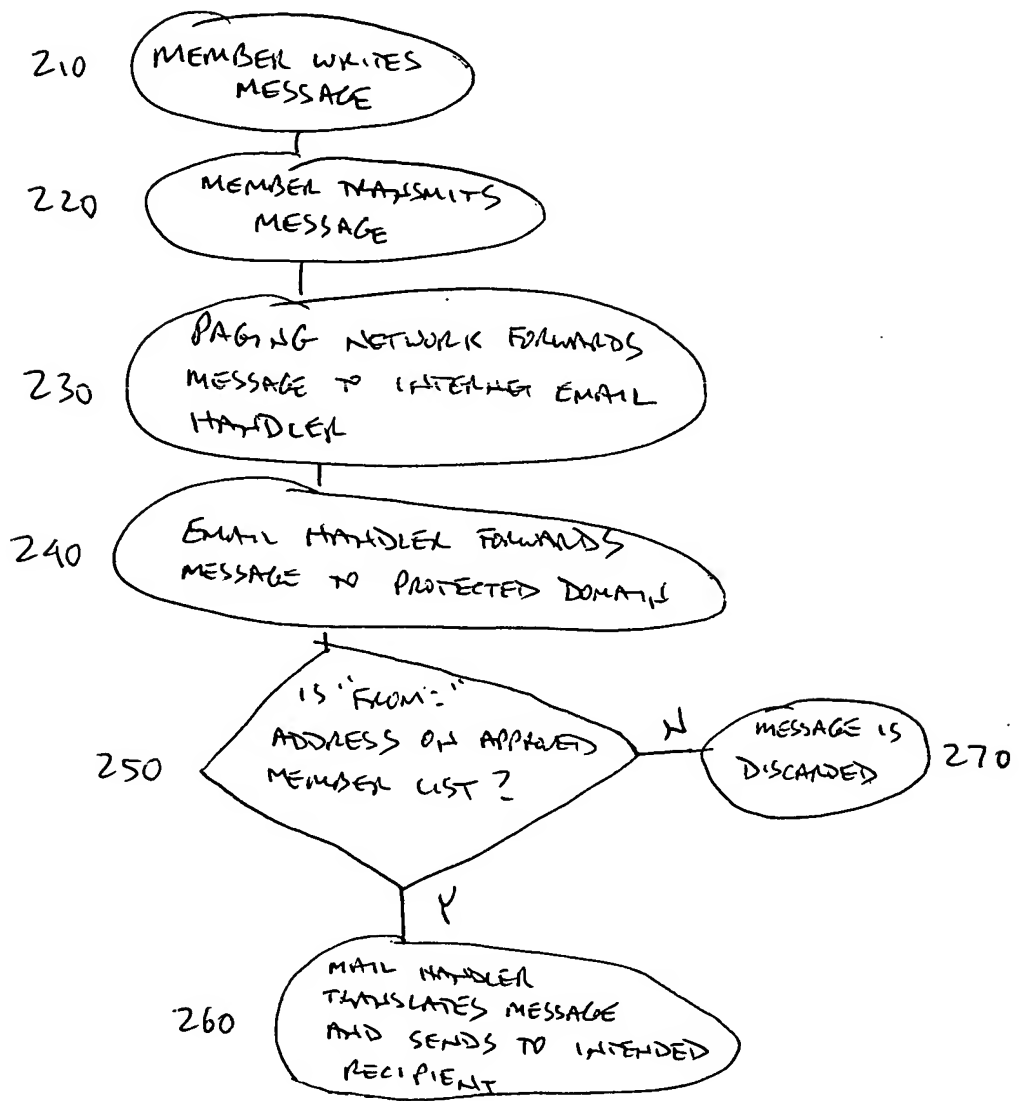 210
MEMBER WRITES
MESSAGE
220
MEMBER TRANSMITS
MESSAGE
230
PAGING NETWORK FORWARDS
MESSAGE TO INTERNET EMAIL
HANDLER
240
EMAIL HANDLER FORWARDS
MESSAGE TO PROTECTED DOMAIN
250
IS "FROM:"
ADDRESS ON APPROVED
MEMBER LIST?
N
MESSAGE IS
DISCARDED
270
Y
260
MAIL HANDLER
TRANSLATES MESSAGE
AND SENDS TO INTENDED
RECIPIENT